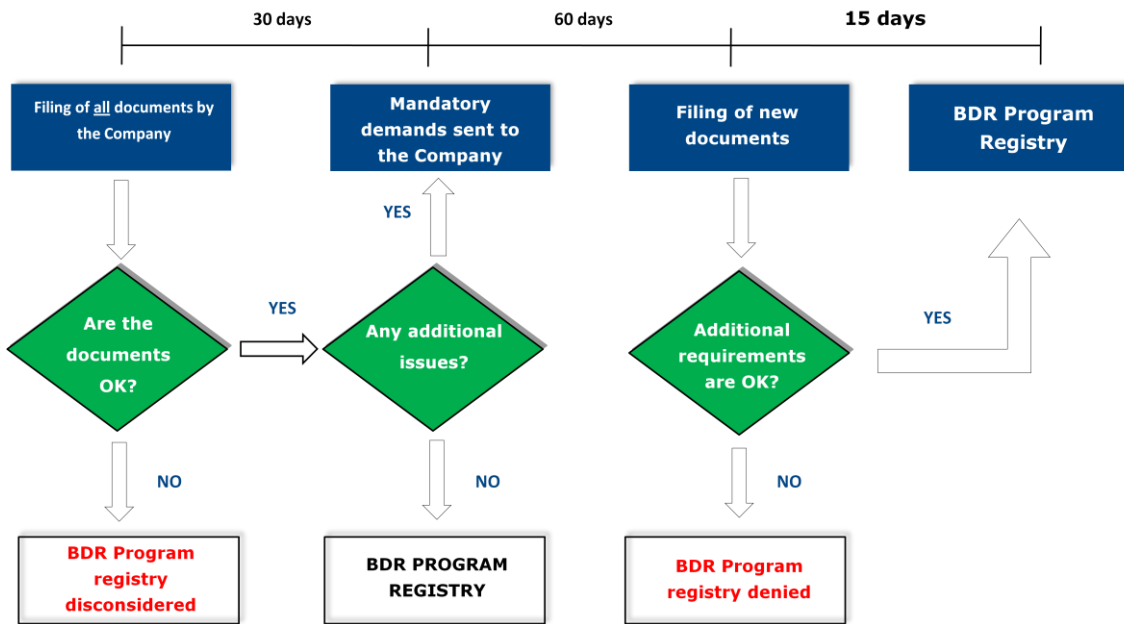 30 days
60 days
15 days
Filing of all documents by
the Company
Mandatory
demands sent to
the Company
Filing of new
documents
BDR Program
Registry
YES
Are the
documents
OK?
YES
Any additional
issues?
Additional
requirements
are OK?
YES
NO
NO
NO
BDR Program
registry
disconsidered
BDR PROGRAM
REGISTRY
BDR Program
registry denied